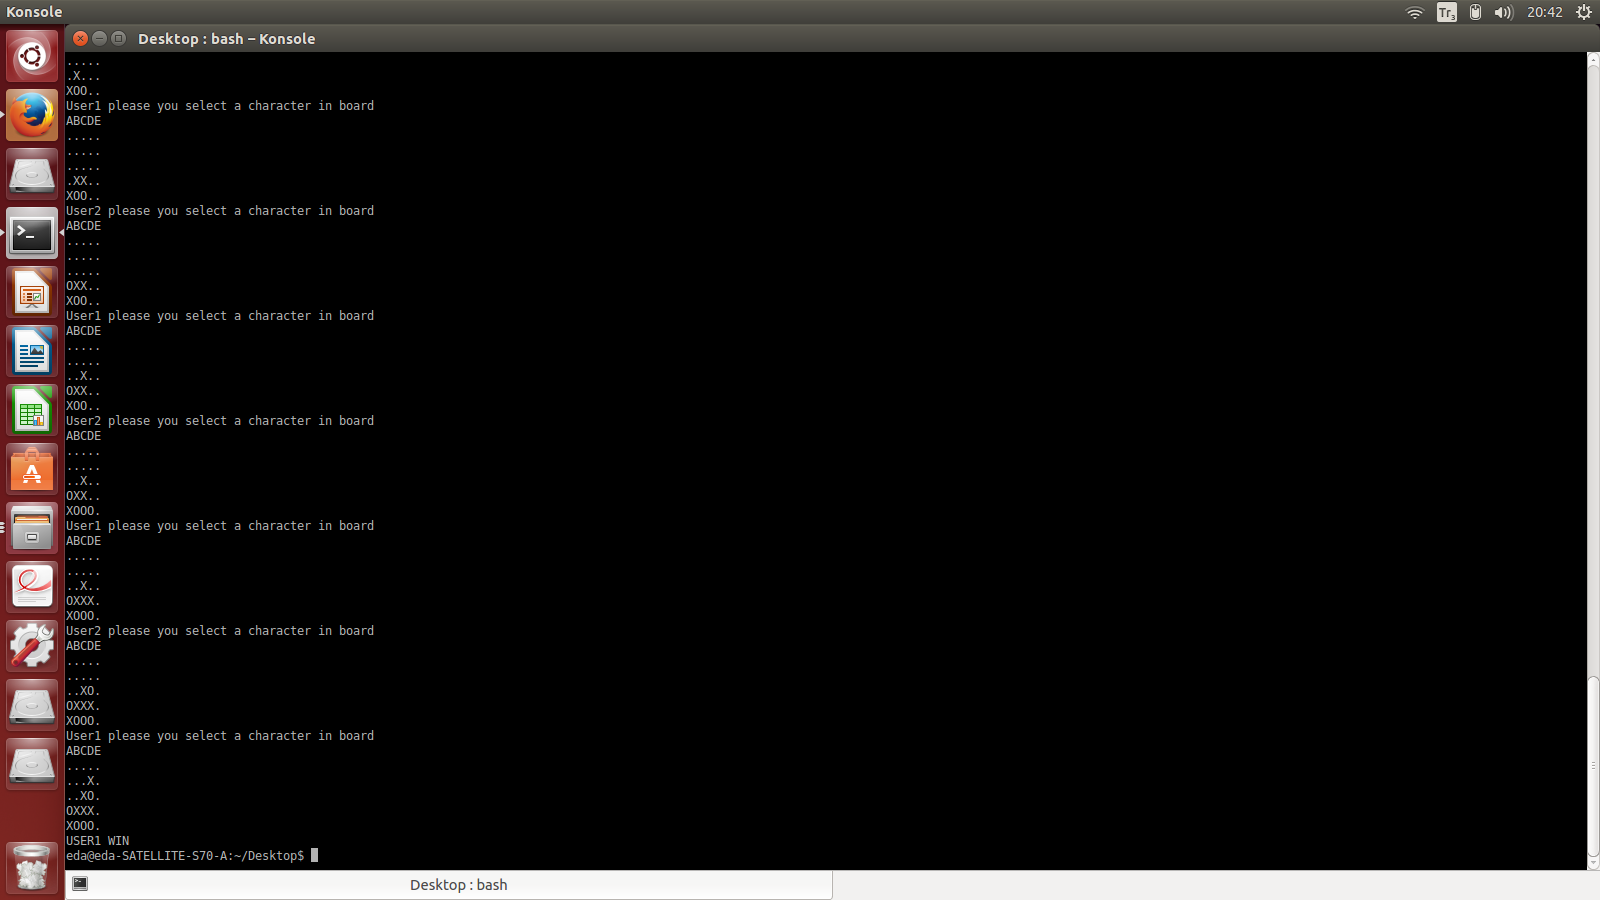 Konsole
Tr3
20:42
Desktop : bash – Konsole
.....
.X...
XOO..
User1 please you select a character in board
ABCDE
.....
.....
.....
.XX..
XOO..
User2 please you select a character in board
ABCDE
.....
.....
.....
OXX..
XOO..
User1 please you select a character in board
ABCDE
.....
.....
..X..
OXX..
XOO..
User2 please you select a character in board
ABCDE
.....
.....
..X..
OXX..
XOOO.
User1 please you select a character in board
ABCDE
.....
.....
..X..
OXXX.
XOOO.
User2 please you select a character in board
ABCDE
.....
.....
..XO.
OXXX.
XOOO.
User1 please you select a character in board
ABCDE
.....
...X.
..XO.
OXXX.
XOOO.
USER1 WIN
eda@eda-SATELLITE-S70-A:~/Desktop$
Desktop : bash